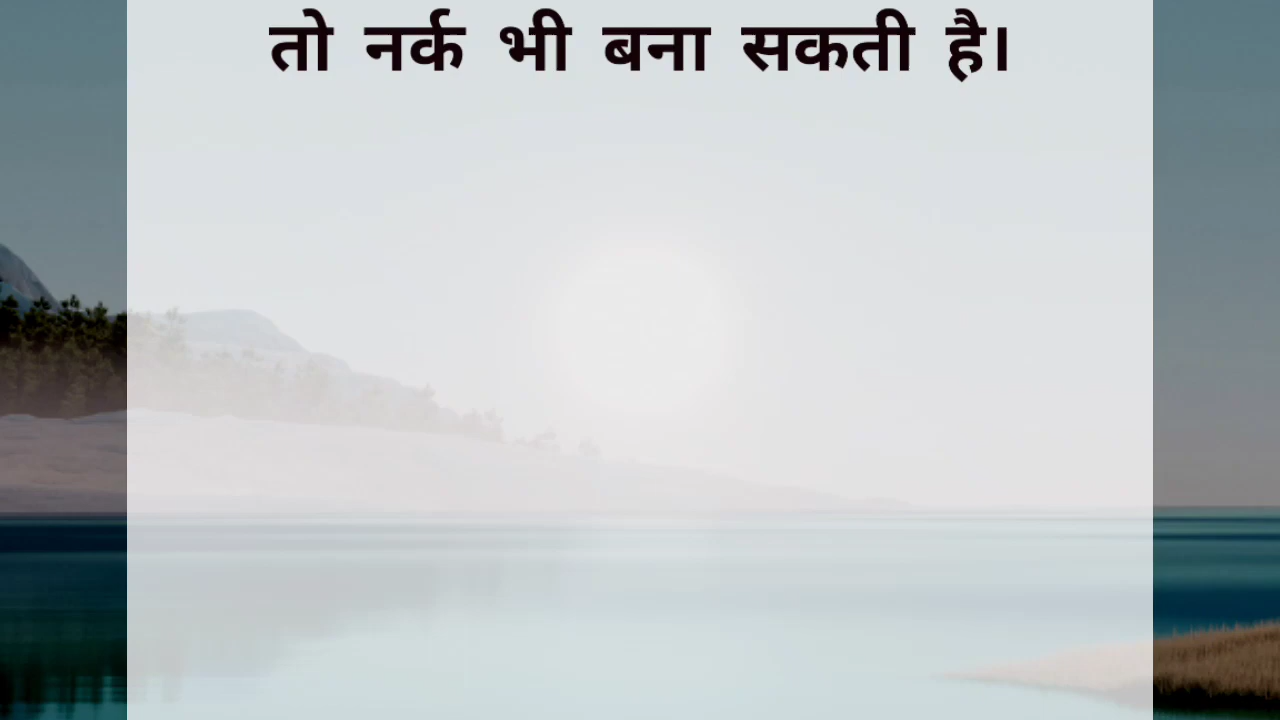 तो नर्क भी बना सकती है।